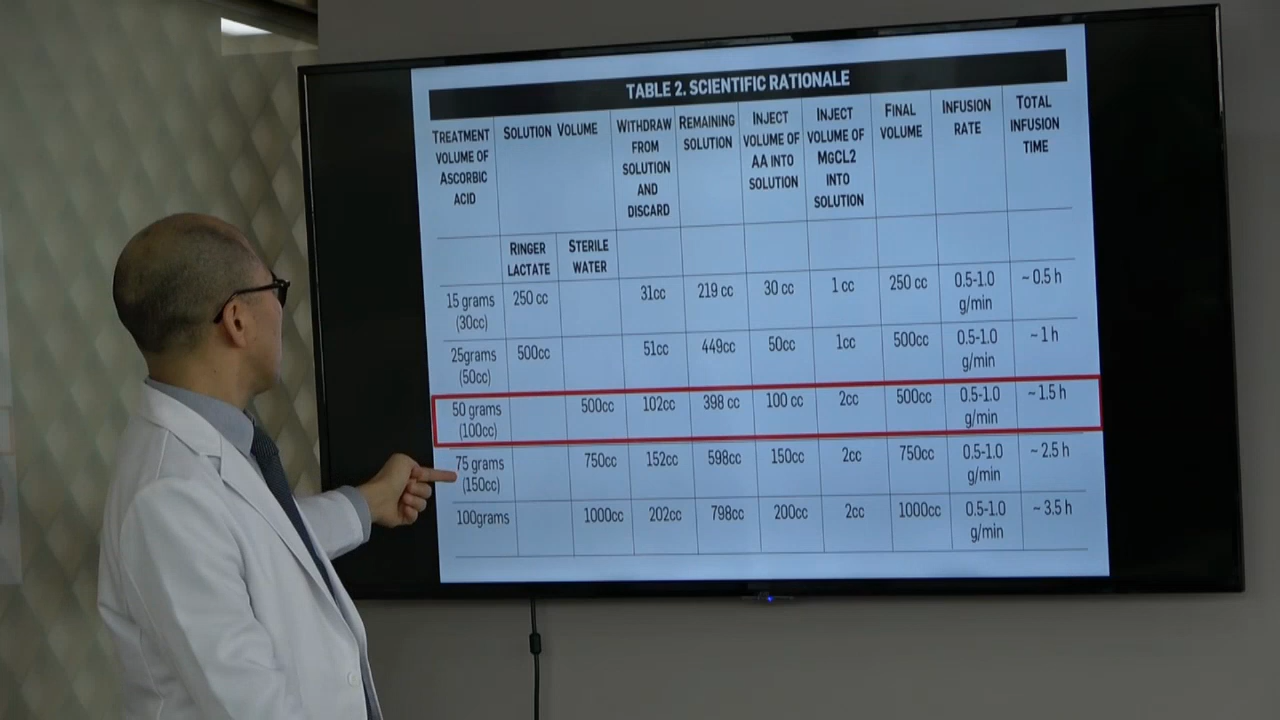 TABLE 2. SCIENTIFIC RATIONALE
TREATMENT VOLUME OF ASCORBIC ACID
SOLUTION VOLUME
WITHDRAW FROM SOLUTION AND DISCARD
REMAINING SOLUTION
INJECT VOLUME OF AA INTO SOLUTION
INJECT VOLUME OF MGCL2 INTO SOLUTION
FINAL VOLUME
INFUSION RATE
TOTAL INFUSION TIME
RINGER LACTATE
STERILE WATER
15 grams (30cc) 250 cc 31cc 219 cc 30 cc 1 cc 250 cc 0.5-1.0 g/min ~ 0.5 h
25grams (50cc) 500cc 51cc 449cc 50cc 1cc 500cc 0.5-1.0 g/min ~ 1 h
50 grams (100cc) 500cc 102cc 398 cc 100 cc 2cc 500cc 0.5-1.0 g/min ~ 1.5 h
75 grams (150cc) 750cc 152cc 598cc 150cc 2cc 750cc 0.5-1.0 g/min ~ 2.5 h
100grams 1000cc 202cc 798cc 200cc 2cc 1000cc 0.5-1.0 g/min ~ 3.5 h